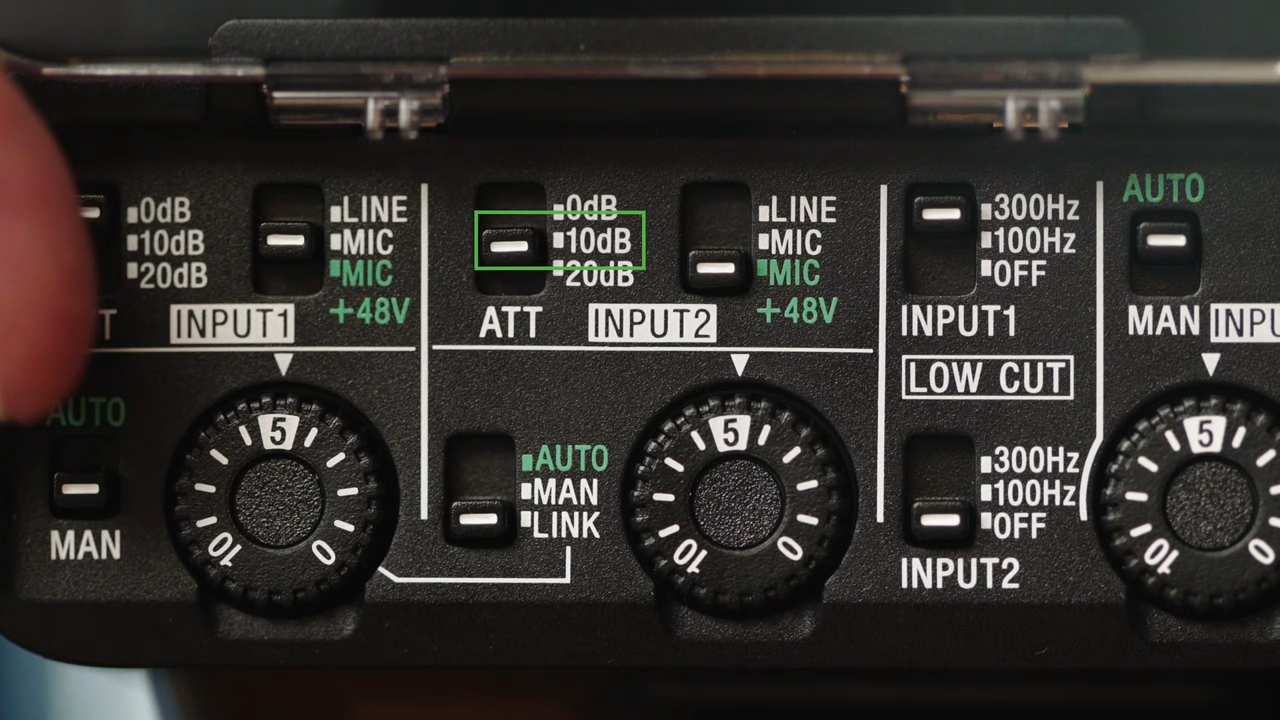 0dB
10dB
20dB
LINE
MIC
MIC
+48V
INPUT1
0dB
10dB
20dB
ATT
LINE
MIC
MIC
+48V
INPUT2
300Hz
100Hz
OFF
INPUT1
LOW CUT
AUTO
MAN
AUTO
MAN
5
10
0
AUTO
MAN
LINK
5
10
0
300Hz
100Hz
OFF
INPUT2
5
10
0